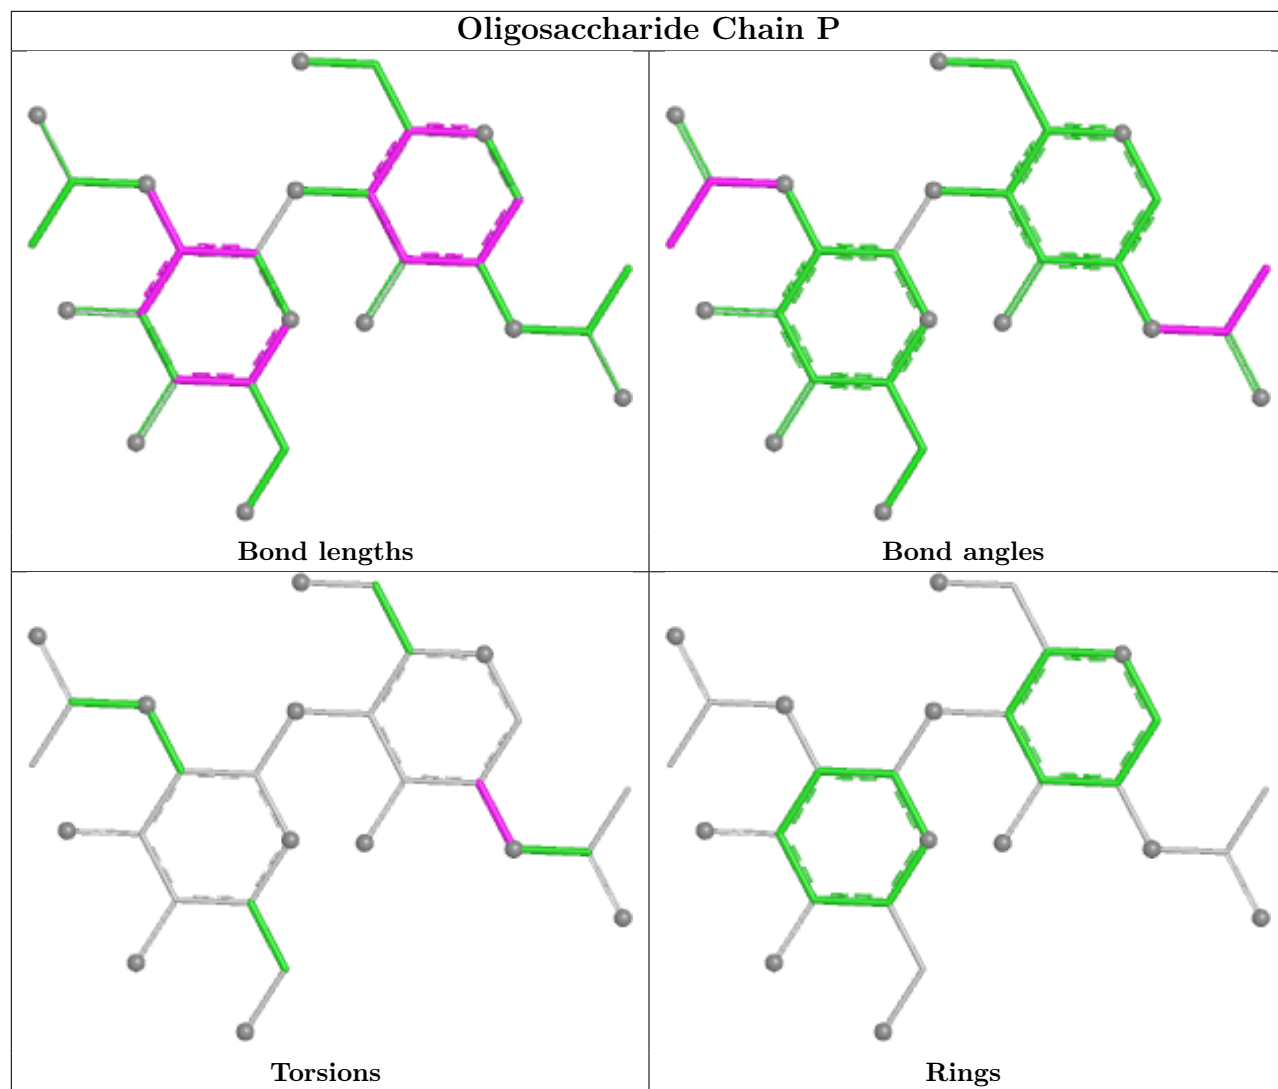 Oligosaccharide Chain P
Bond lengths
Bond angles
Torsions
Rings